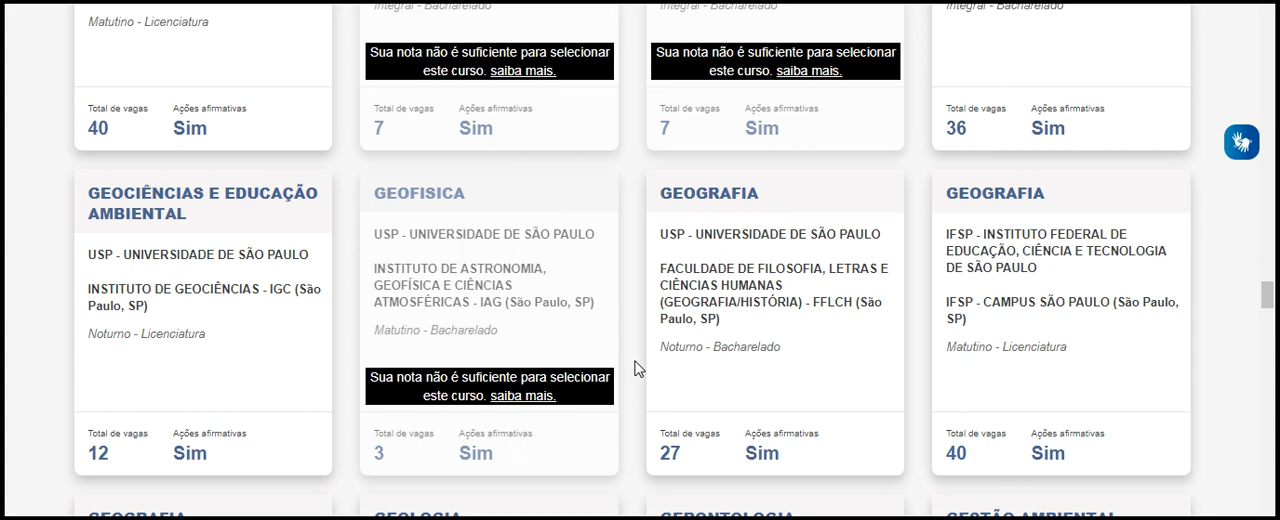 Matutino - Licenciatura
Integral - Bacharelado
Integral - Bacharelado
Integral - Bacharelado
Sua nota não é suficiente para selecionar
este curso. saiba mais.
Sua nota não é suficiente para selecionar
este curso. saiba mais.
Total de vagas Ações afirmativas
40 Sim
Total de vagas Ações afirmativas
7 Sim
Total de vagas Ações afirmativas
7 Sim
Total de vagas Ações afirmativas
36 Sim
GEOCIÊNCIAS E EDUCAÇÃO
AMBIENTAL
USP - UNIVERSIDADE DE SÃO PAULO
INSTITUTO DE GEOCIÊNCIAS - IGC (São
Paulo, SP)
Noturno - Licenciatura
Total de vagas Ações afirmativas
12 Sim
GEOFISICA
USP - UNIVERSIDADE DE SÃO PAULO
INSTITUTO DE ASTRONOMIA,
GEOFÍSICA E CIÊNCIAS
ATMOSFÉRICAS - IAG (São Paulo, SP)
Matutino - Bacharelado
Sua nota não é suficiente para selecionar
este curso. saiba mais.
Total de vagas Ações afirmativas
3 Sim
GEOGRAFIA
USP - UNIVERSIDADE DE SÃO PAULO
FACULDADE DE FILOSOFIA, LETRAS E
CIÊNCIAS HUMANAS
(GEOGRAFIA/HISTÓRIA) - FFLCH (São
Paulo, SP)
Noturno - Bacharelado
Total de vagas Ações afirmativas
27 Sim
GEOGRAFIA
IFSP - INSTITUTO FEDERAL DE
EDUCAÇÃO, CIÊNCIA E TECNOLOGIA
DE SÃO PAULO
IFSP - CAMPUS SÃO PAULO (São Paulo,
SP)
Matutino - Licenciatura
Total de vagas Ações afirmativas
40 Sim
GEOGRAFIA
GEOLOGIA
GERONTOLOGIA
GESTÃO AMBIENTAL